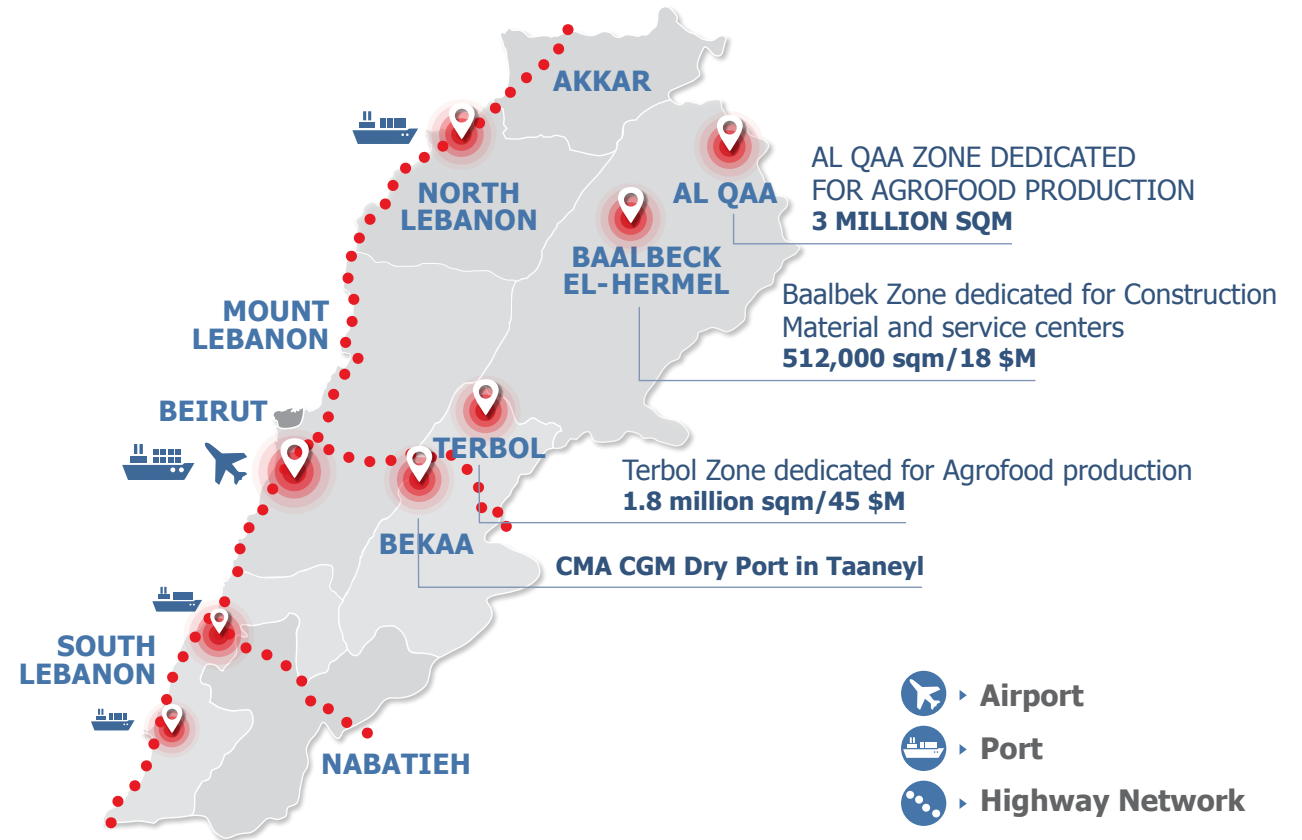 AKKAR
NORTH
LEBANON
AL QAA
BAALBECK
EL-HERMEL
AL QAA ZONE DEDICATED
FOR AGROFOOD PRODUCTION
3 MILLION SQM
MOUNT
LEBANON
Baalbek Zone dedicated for Construction
Material and service centers
512,000 sqm/18 $M
BEIRUT
TERBOL
Terbol Zone dedicated for Agrofood production
1.8 million sqm/45 $M
BEKAA
CMA CGM Dry Port in Taaneyl
SOUTH
LEBANON
NABATIEH
Airport
Port
Highway Network